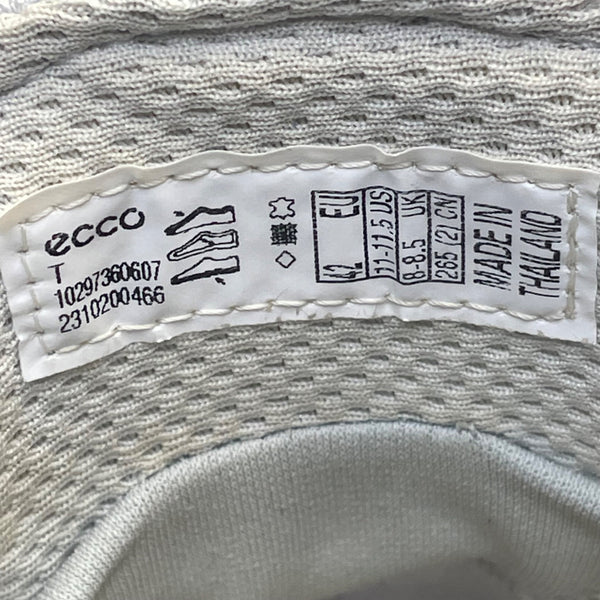 ecco
T
10297360607
2310200466
42 EU
11-11.5 US
8-8.5 UK
265 (2) CN
MADE IN
THAILAND